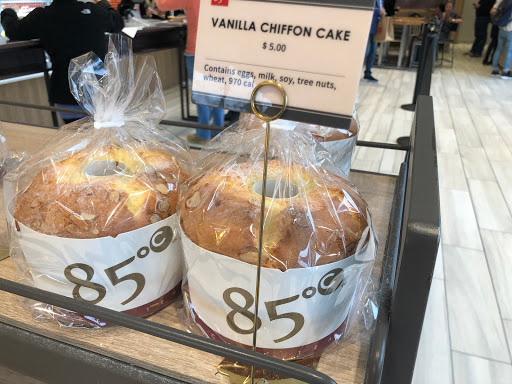 VANILLA CHIFFON CAKE
$ 5.00
Contains eggs, milk, soy, tree nuts,
wheat, 970 cal
85°C
85°C